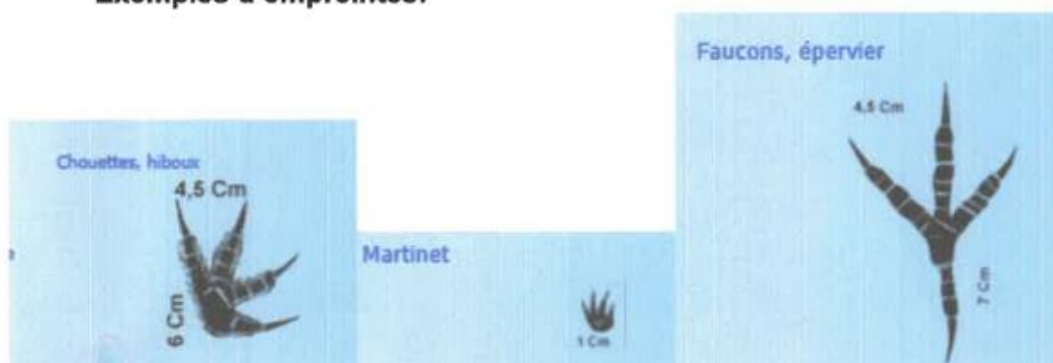 Exemples d'empreintes:
Faucons, épervier
4.5 Cm
7 Cm
Chouettes, hiboux
4,5 Cm
6 Cm
Martinet
1 Cm